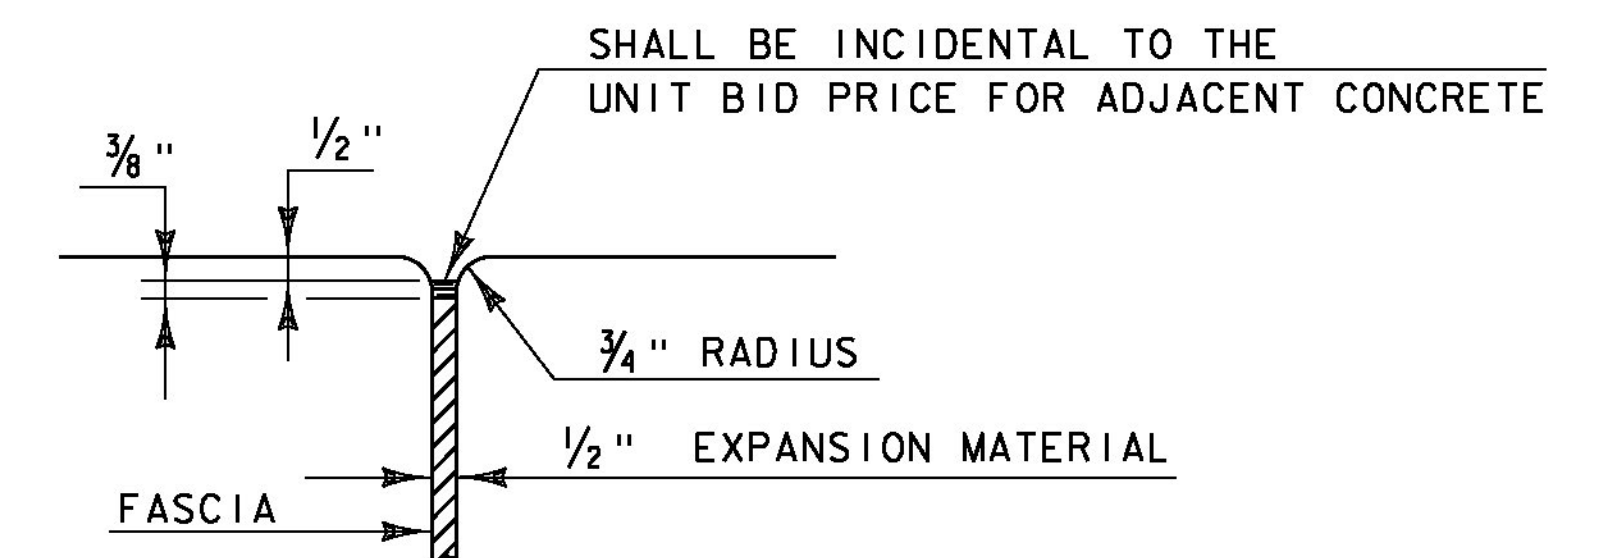 SHALL BE INCIDENTAL TO THE
UNIT BID PRICE FOR ADJACENT CONCRETE
1/2"
3/8"
3/4" RADIUS
1/2" EXPANSION MATERIAL
FASCIA